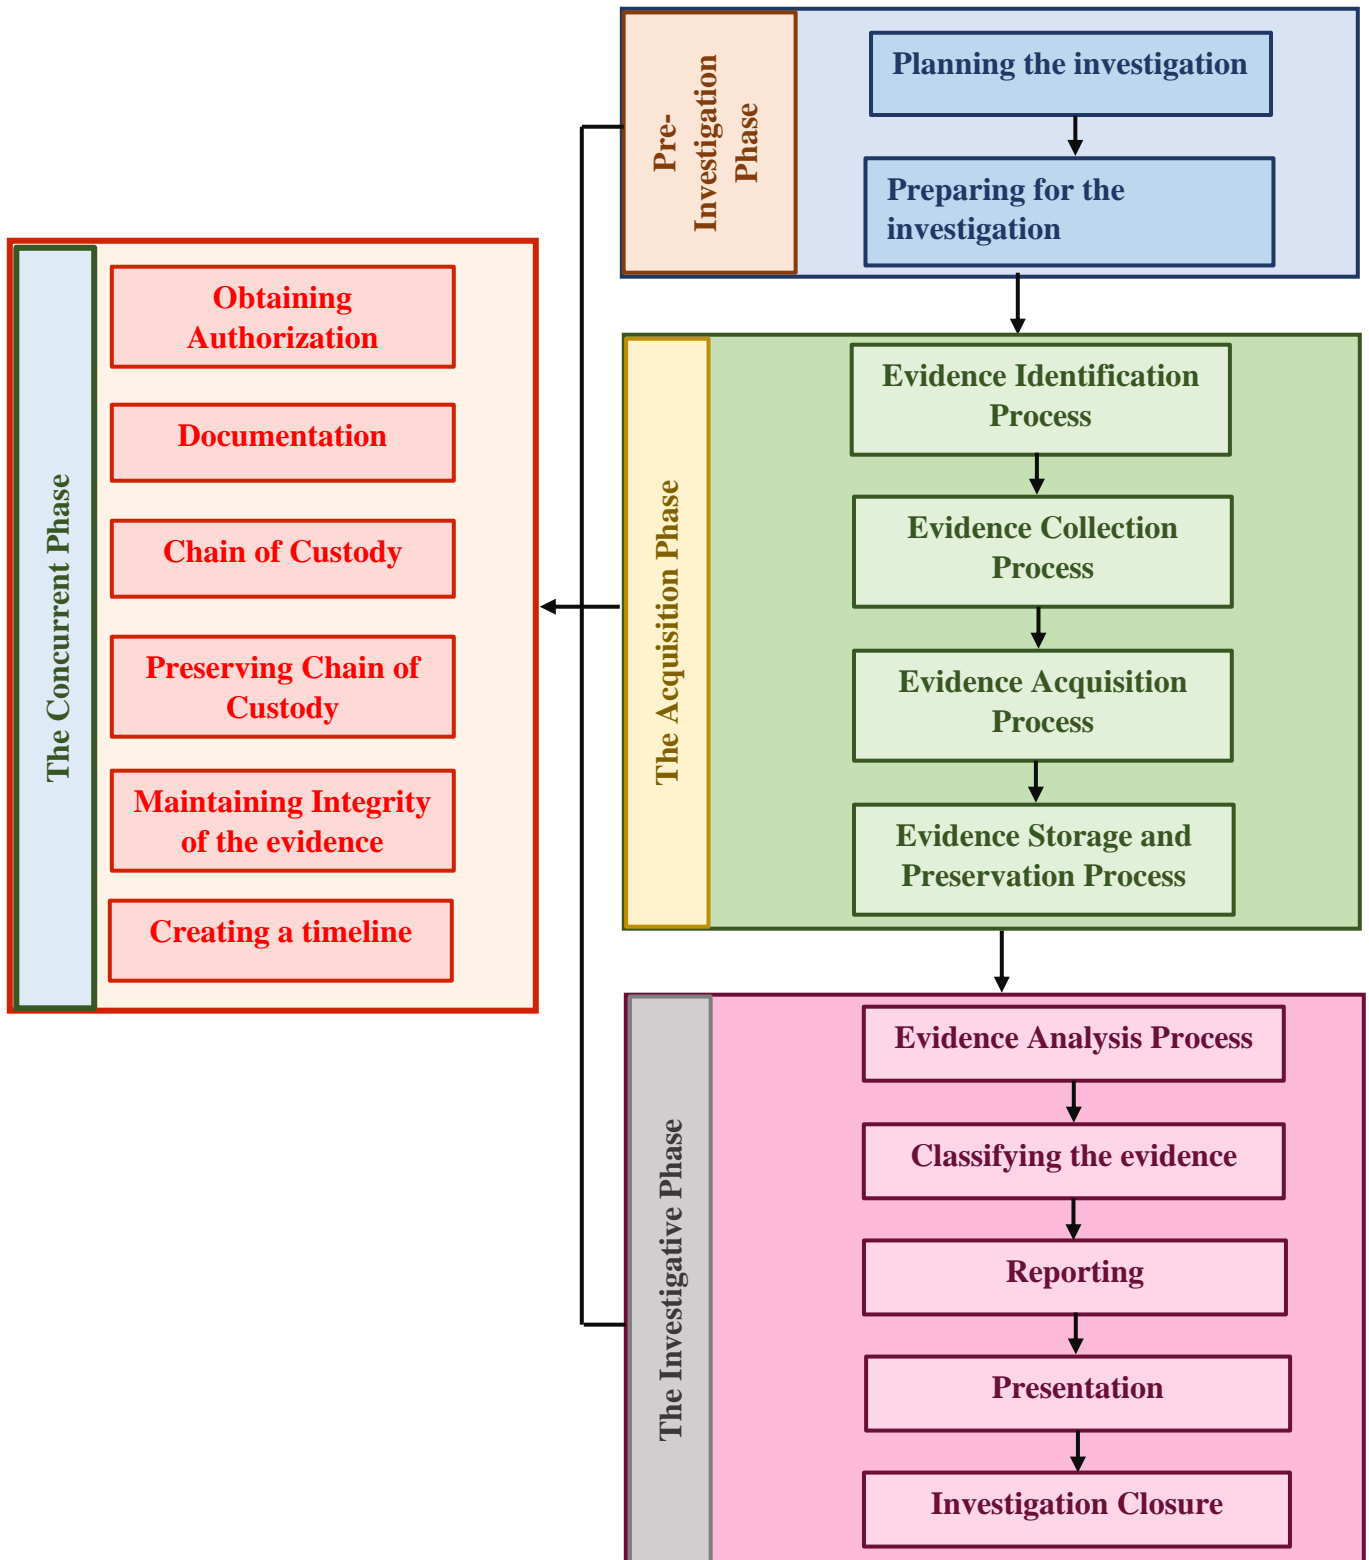 Pre-
Investigation
Phase
Planning the investigation
Preparing for the
investigation
The Concurrent Phase
Obtaining
Authorization
Documentation
Chain of Custody
Preserving Chain of
Custody
Maintaining Integrity
of the evidence
Creating a timeline
The Acquisition Phase
Evidence Identification
Process
Evidence Collection
Process
Evidence Acquisition
Process
Evidence Storage and
Preservation Process
The Investigative Phase
Evidence Analysis Process
Classifying the evidence
Reporting
Presentation
Investigation Closure